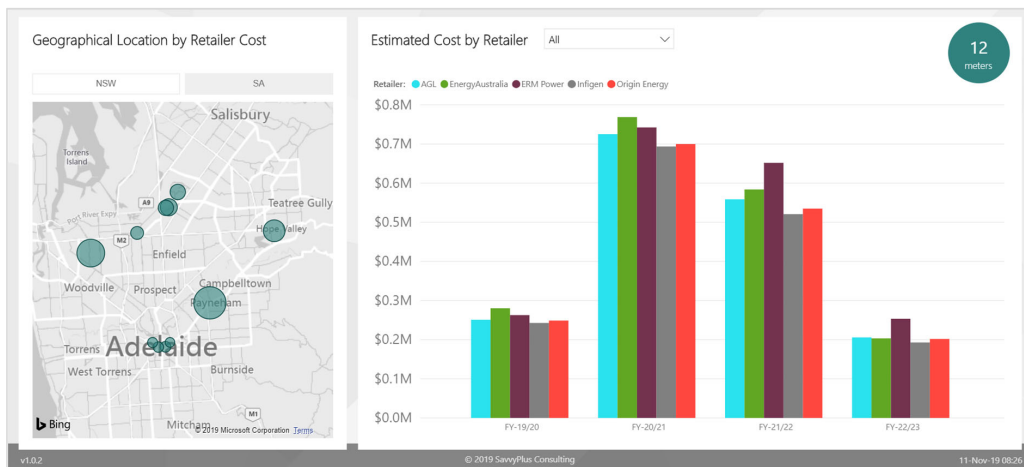 Geographical Location by Retailer Cost
NSW
SA
Salisbury
Torrens
Island
Port River Expy
A9
Teatree Gully
M2
Hope Valley
Enfield
Woodville
Prospect
Campbelltown
Payneham
Torrens
Adelaide
West Torrens
Burnside
M1
Mitcham
Bing
© 2019 Microsoft Corporation Terms
Estimated Cost by Retailer
All
12
meters
Retailer: AGL EnergyAustralia ERM Power Infigen Origin Energy
$0.8M
$0.7M
$0.6M
$0.5M
$0.4M
$0.3M
$0.2M
$0.1M
$0.0M
FY-19/20 FY-20/21 FY-21/22 FY-22/23
v1.0.2
© 2019 SavvyPlus Consulting
11-Nov-19 08:26